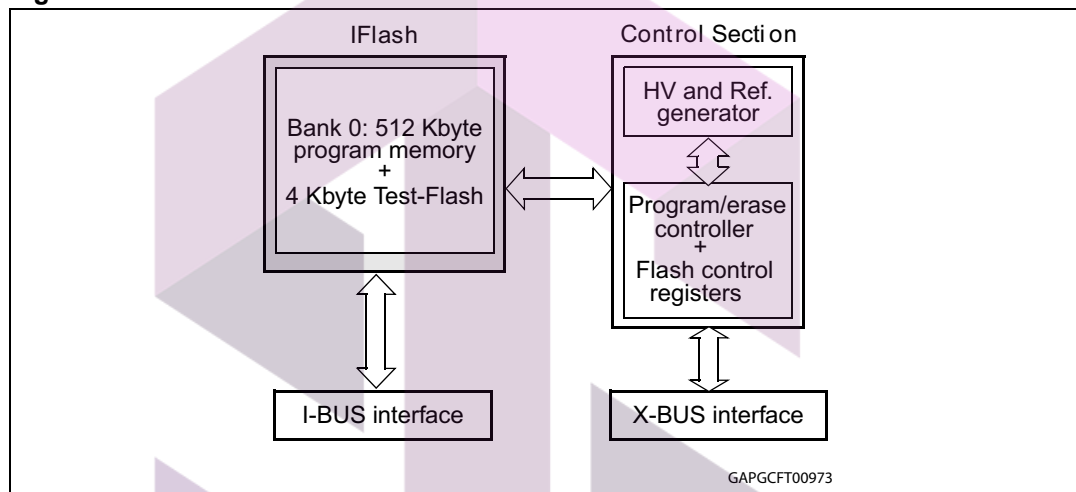 IFlash
Control Section
Bank 0: 512 Kbyte
program memory
+
4 Kbyte Test-Flash
HV and Ref.
generator
Program/erase
controller
+
Flash control
registers
I-BUS interface
X-BUS interface
GAPGCFT00973